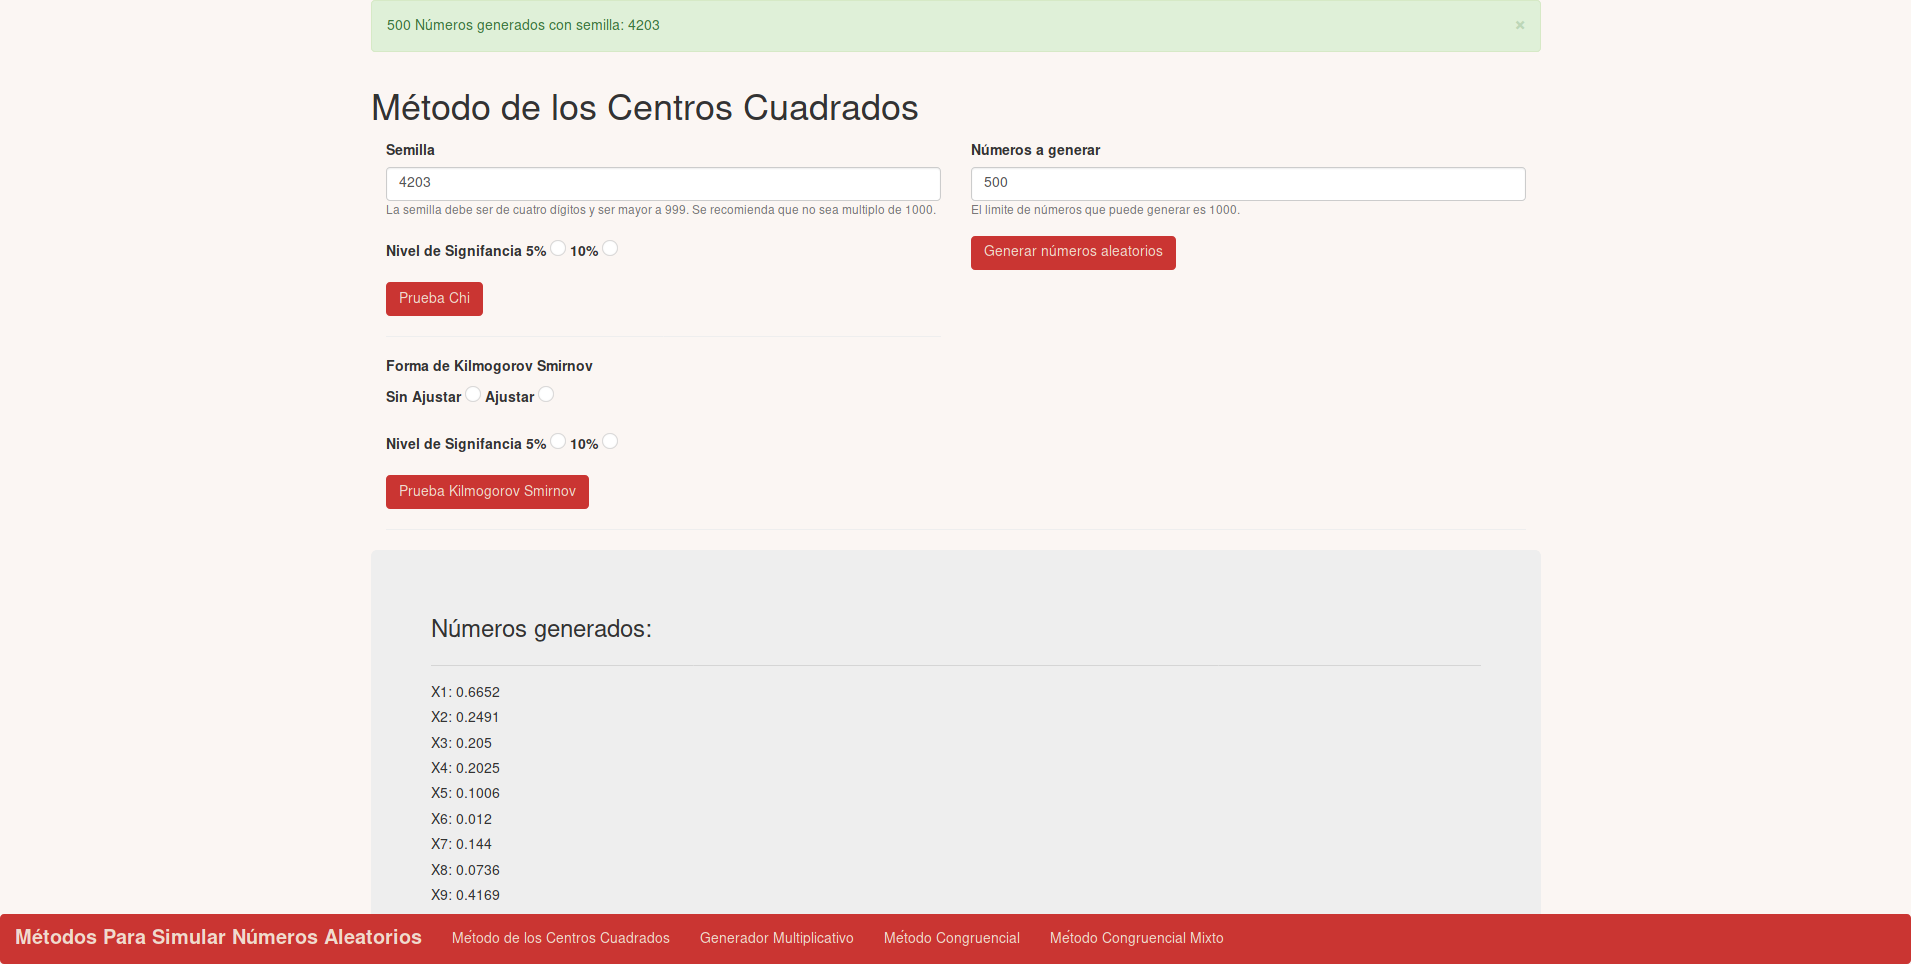 500 Números generados con semilla: 4203 ×
Método de los Centros Cuadrados
Semilla
4203
La semilla debe ser de cuatro dígitos y ser mayor a 999. Se recomienda que no sea multiplo de 1000.
Números a generar
500
El limite de números que puede generar es 1000.
Nivel de Signifancia 5% 10%
Generar números aleatorios
Prueba Chi
Forma de Kilmogorov Smirnov
Sin Ajustar Ajustar
Nivel de Signifancia 5% 10%
Prueba Kilmogorov Smirnov
Números generados:
X1: 0.6652
X2: 0.2491
X3: 0.205
X4: 0.2025
X5: 0.1006
X6: 0.012
X7: 0.144
X8: 0.0736
X9: 0.4169
Métodos Para Simular Números Aleatorios Método de los Centros Cuadrados Generador Multiplicativo Método Congruencial Método Congruencial Mixto